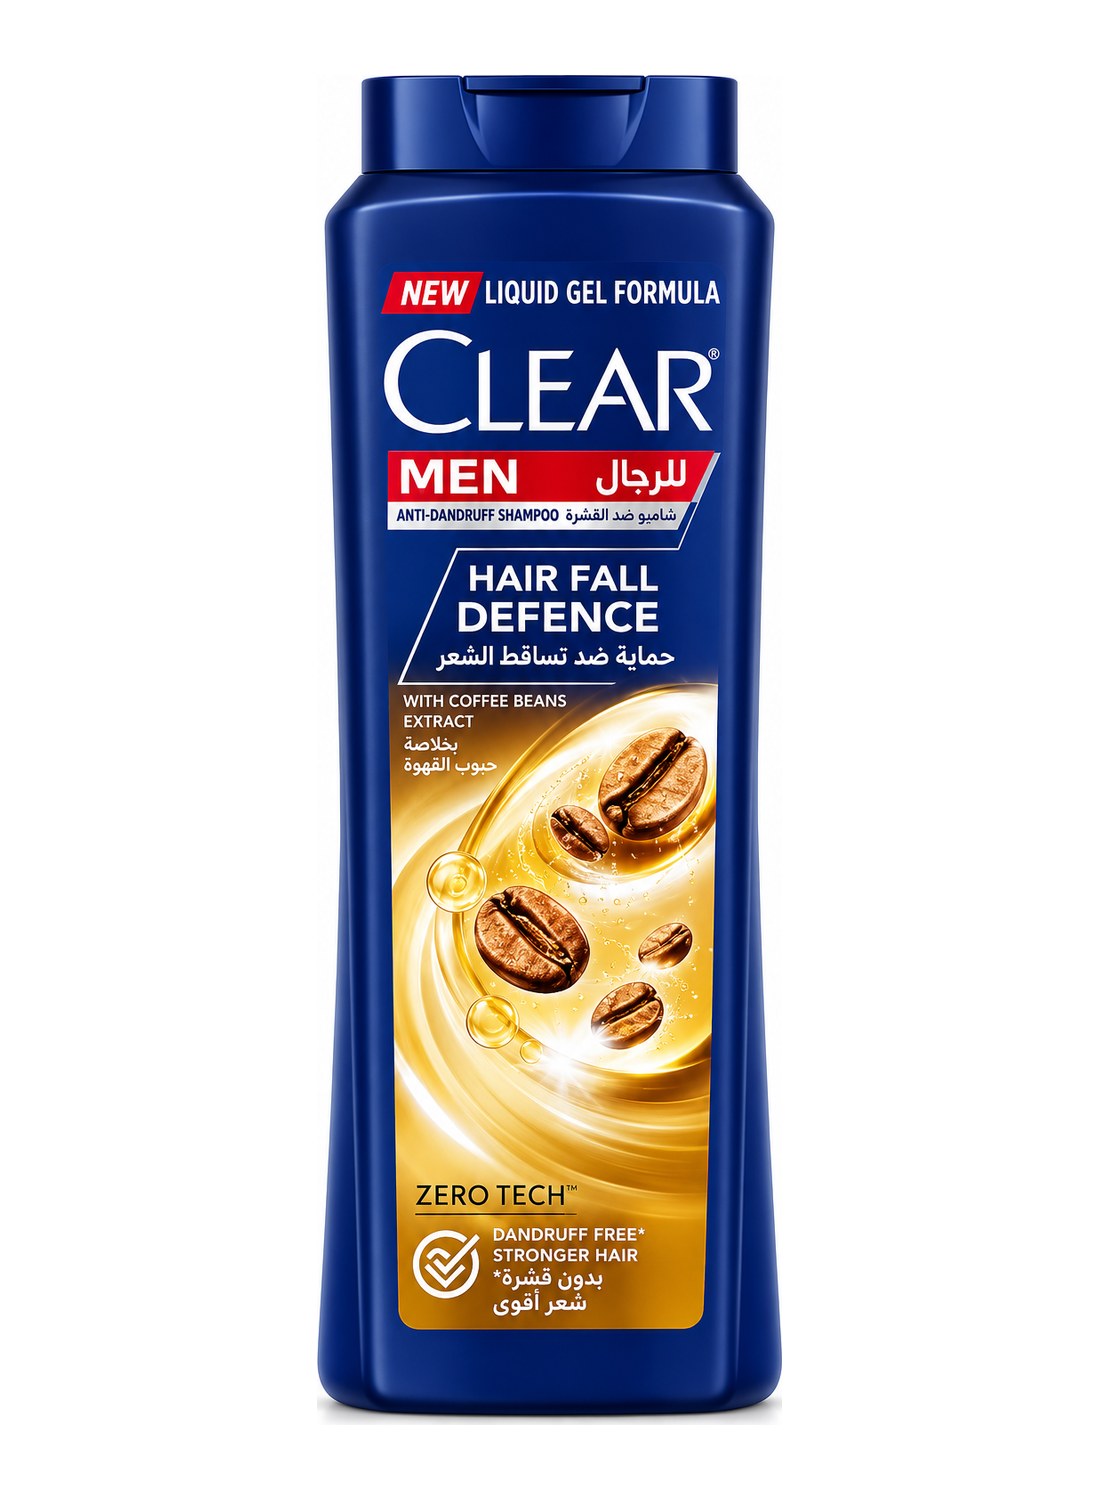 NEW LIQUID GEL FORMULA
CLEAR®
MEN للرجال
ANTI-DANDRUFF SHAMPOO شامبو ضد القشرة
HAIR FALL
DEFENCE
حماية ضد تساقط الشعر
WITH COFFEE BEANS
EXTRACT
بخلاصة
حبوب القهوة
ZERO TECH™
DANDRUFF FREE*
STRONGER HAIR
بدون قشرة*
شعر أقوى